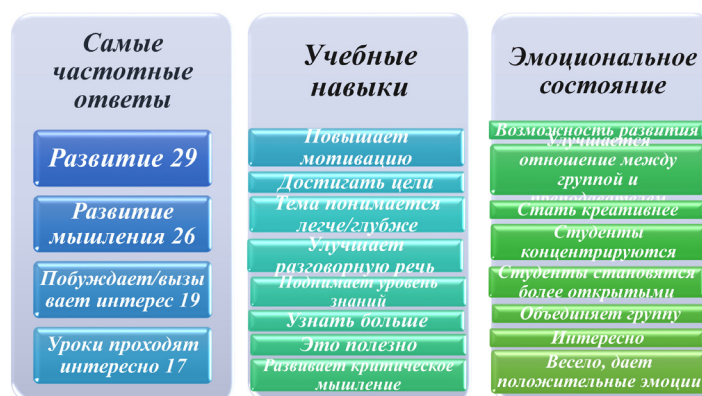 Самые
частотные
ответы
Развитие 29
Развитие
мышления 26
Побуждает/вызы
вает интерес 19
Уроки проходят
интересно 17
Учебные
навыки
Повышает
мотивацию
Достигать цели
Тема понимается
легче/глубже
Улучшает
разговорную речь
Поднимает уровень
знаний
Узнать больше
Это полезно
Развивает критическое
мышление
Эмоциональное
состояние
Возможность развития
Улучшается
отношение между
группой и
преподавателем
Стать креативнее
Студенты
концентрируются
Студенты становятся
более открытыми
Объединяет группу
Интересно
Весело, дает
положительные эмоции